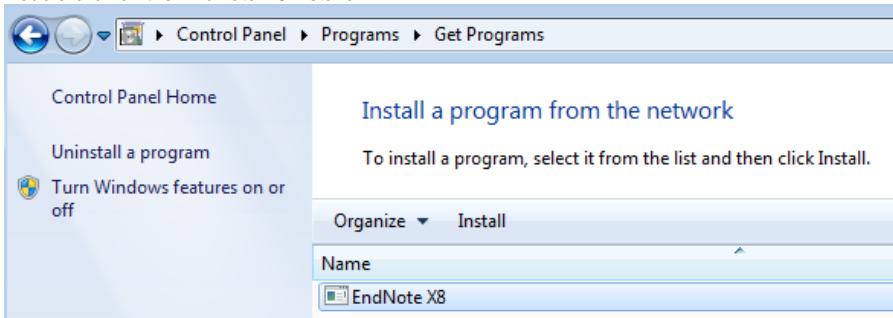 Control Panel Programs Get Programs
Control Panel Home
Uninstall a program
Turn Windows features on or
off
Install a program from the network
To install a program, select it from the list and then click Install.
Organize Install
Name
EndNote X8